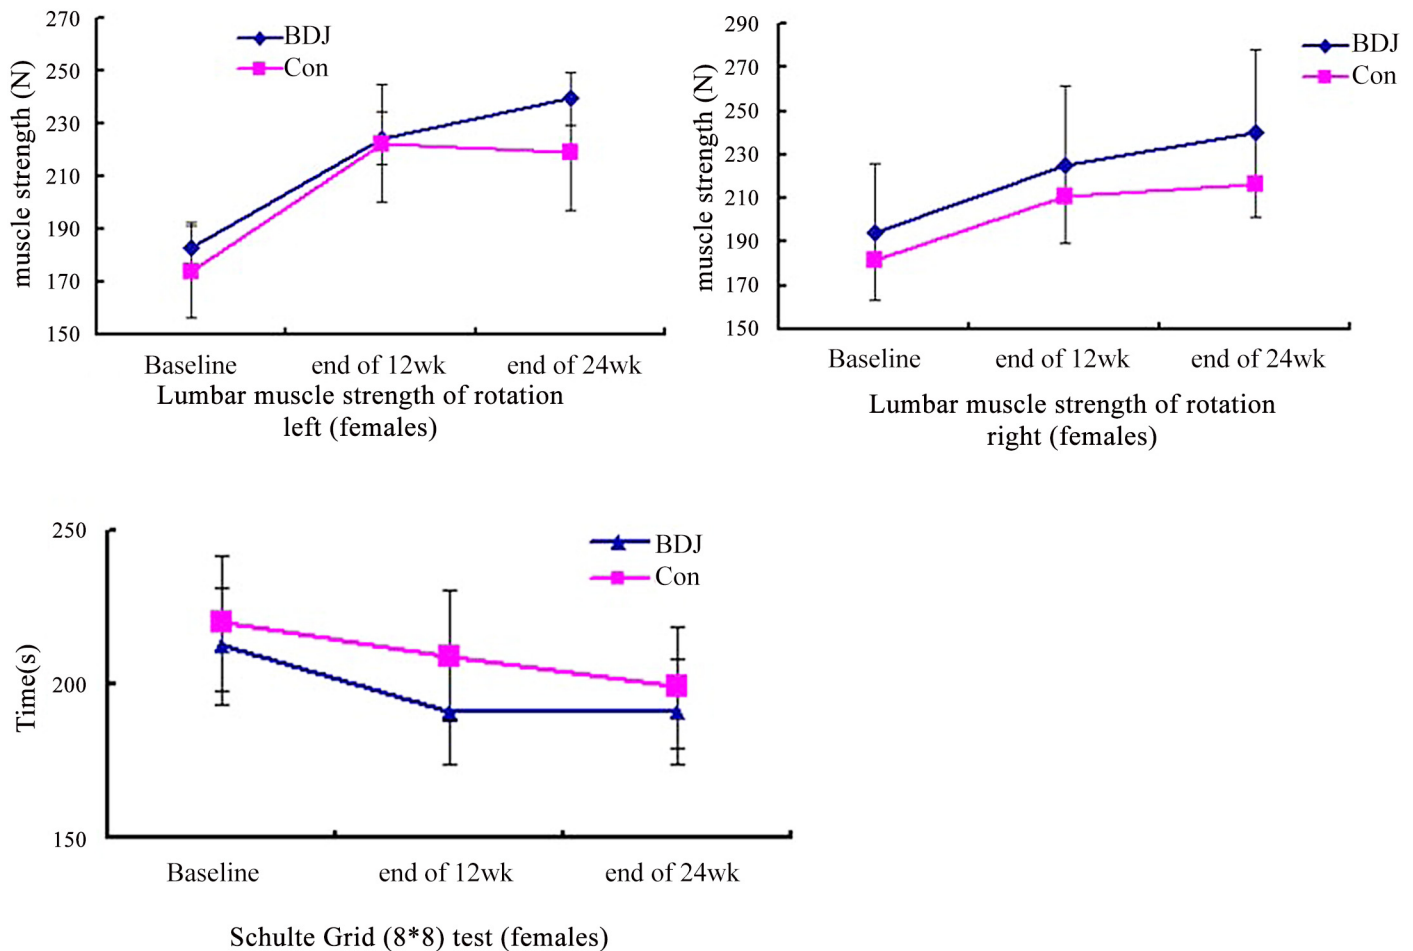 270
250
230
210
190
170
150
muscle strength (N)
BDJ
Con
Baseline
end of 12wk
end of 24wk
Lumbar muscle strength of rotation
left (females)
290
270
250
230
210
190
170
150
muscle strength (N)
BDJ
Con
Baseline
end of 12wk
end of 24wk
Lumbar muscle strength of rotation
right (females)
250
200
150
Time(s)
BDJ
Con
Baseline
end of 12wk
end of 24wk
Schulte Grid (8*8) test (females)